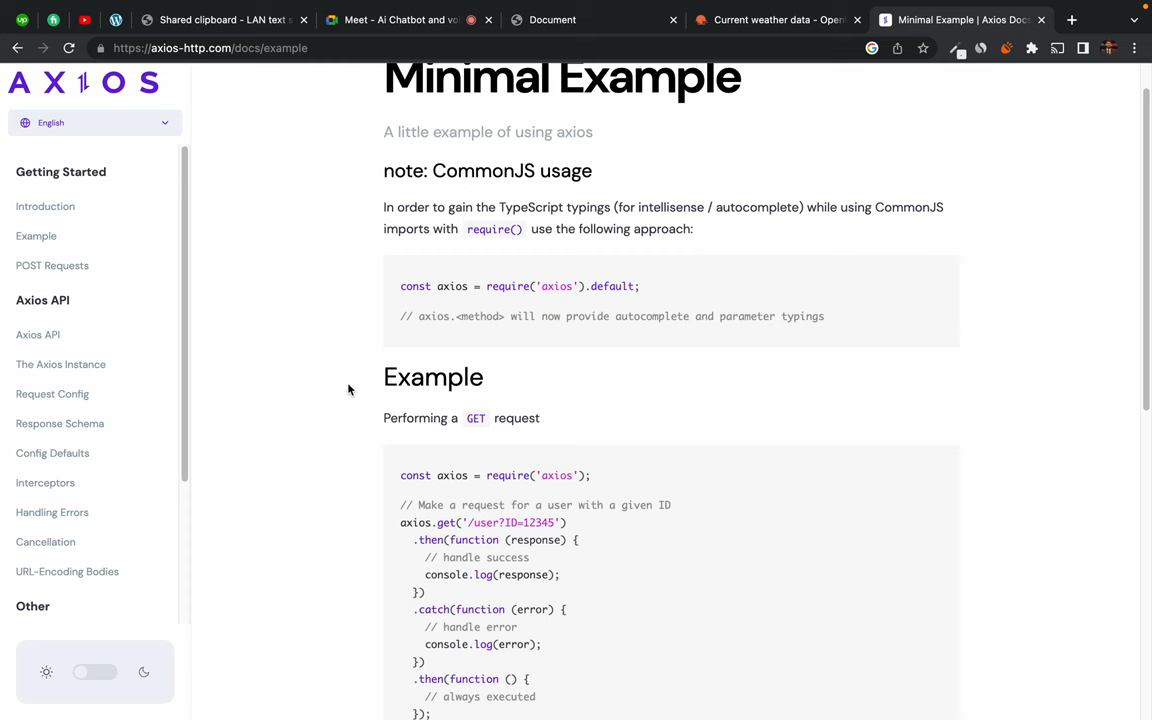 Shared clipboard - LAN text s
Meet - Ai Chatbot and vo
Document
Current weather data - Open
Minimal Example | Axios Docs
https://axios-http.com/docs/example
AXIOS
English
Getting Started
Introduction
Example
POST Requests
Axios API
Axios API
The Axios Instance
Request Config
Response Schema
Config Defaults
Interceptors
Handling Errors
Cancellation
URL-Encoding Bodies
Other
Minimal Example
A little example of using axios
note: CommonJS usage
In order to gain the TypeScript typings (for intellisense / autocomplete) while using CommonJS
imports with require() use the following approach:
const axios = require('axios').default;
// axios.<method> will now provide autocomplete and parameter typings
Example
Performing a GET request
const axios = require('axios');
// Make a request for a user with a given ID
axios.get('/user?ID=12345')
.then(function (response) {
// handle success
console.log(response);
})
.catch(function (error) {
// handle error
console.log(error);
})
.then(function () {
// always executed
});